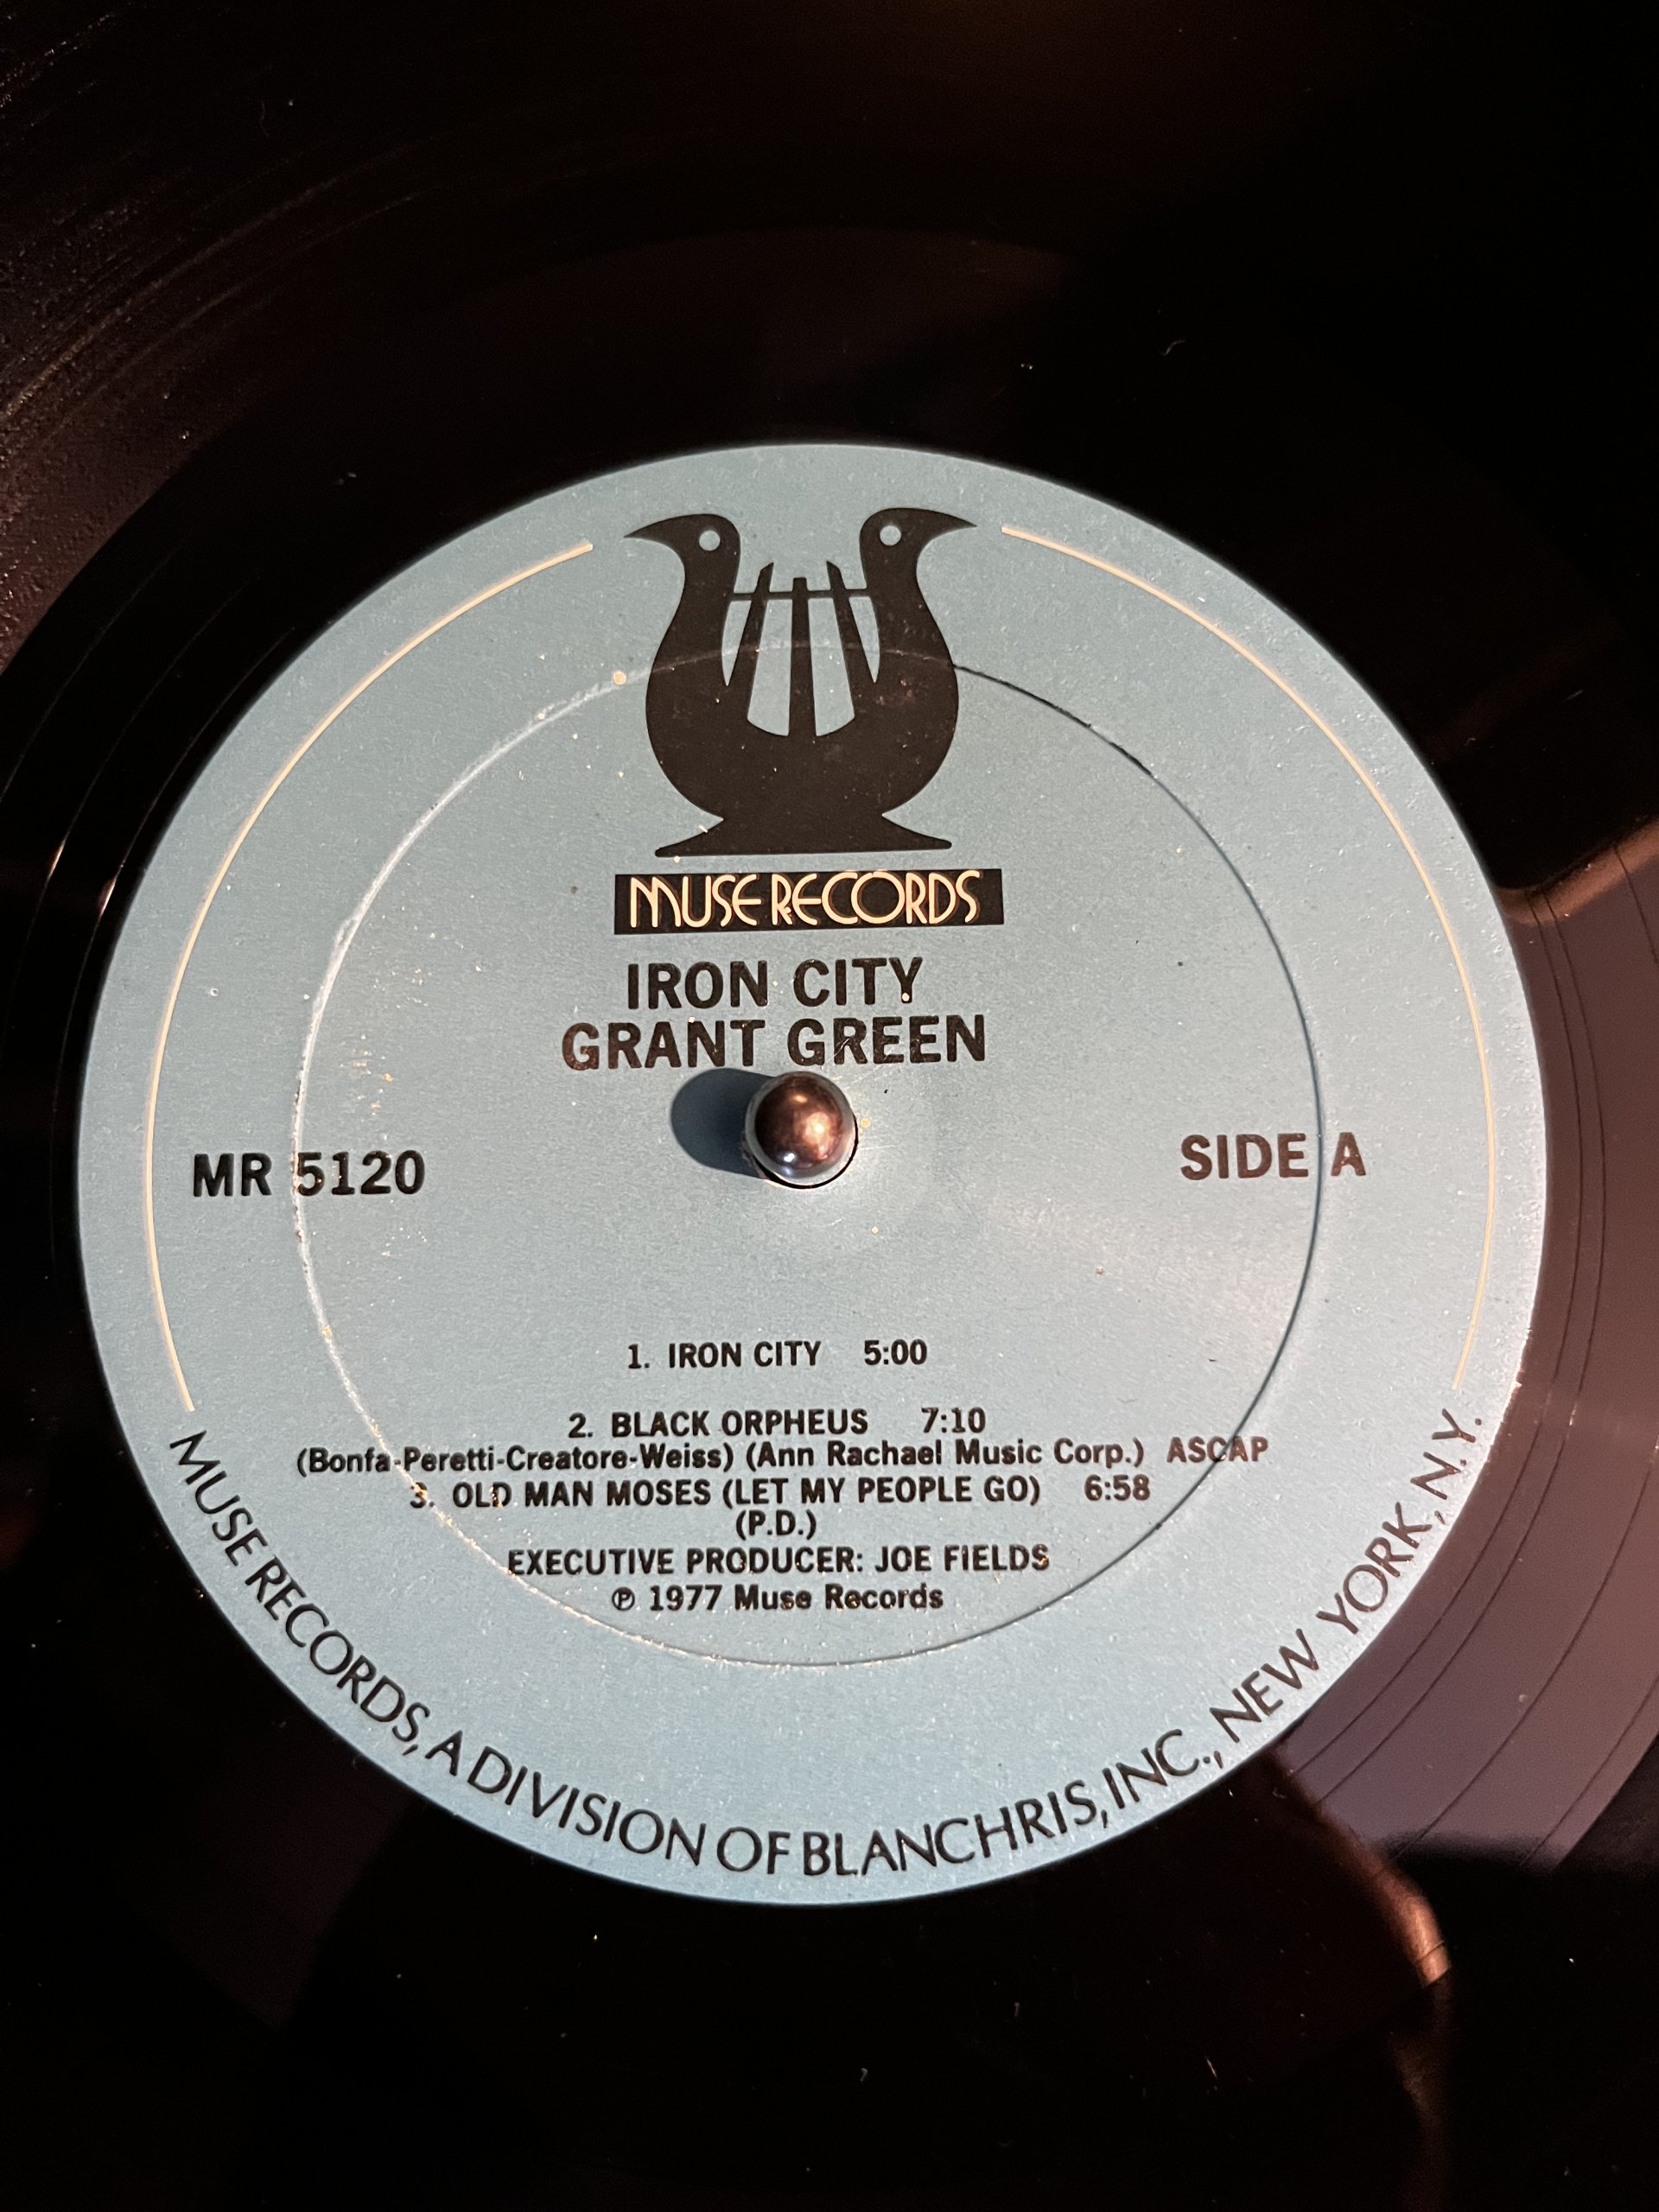 MUSE RECORDS
IRON CITY
GRANT GREEN
MR 5120
SIDE A
1. IRON CITY 5:00
2. BLACK ORPHEUS 7:10
(Bonfa-Peretti-Creatore-Weiss) (Ann Rachael Music Corp.) ASCAP
3. OLD MAN MOSES (LET MY PEOPLE GO) 6:58
(P.D.)
EXECUTIVE PRODUCER: JOE FIELDS
℗ 1977 Muse Records
MUSE RECORDS, A DIVISION OF BLANCHRIS, INC., NEW YORK, N.Y.